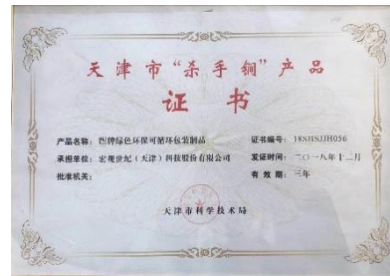 天津市“杀手锏”产品
证书
产品名称：牌绿色环保可循环包装制品
证书编号：18SHSJJH056
承担单位：宏观世纪（天津）科技股份有限公司
发证时间：二〇一八年十二月
批准机关：
有效期：三年
天津市科学技术局